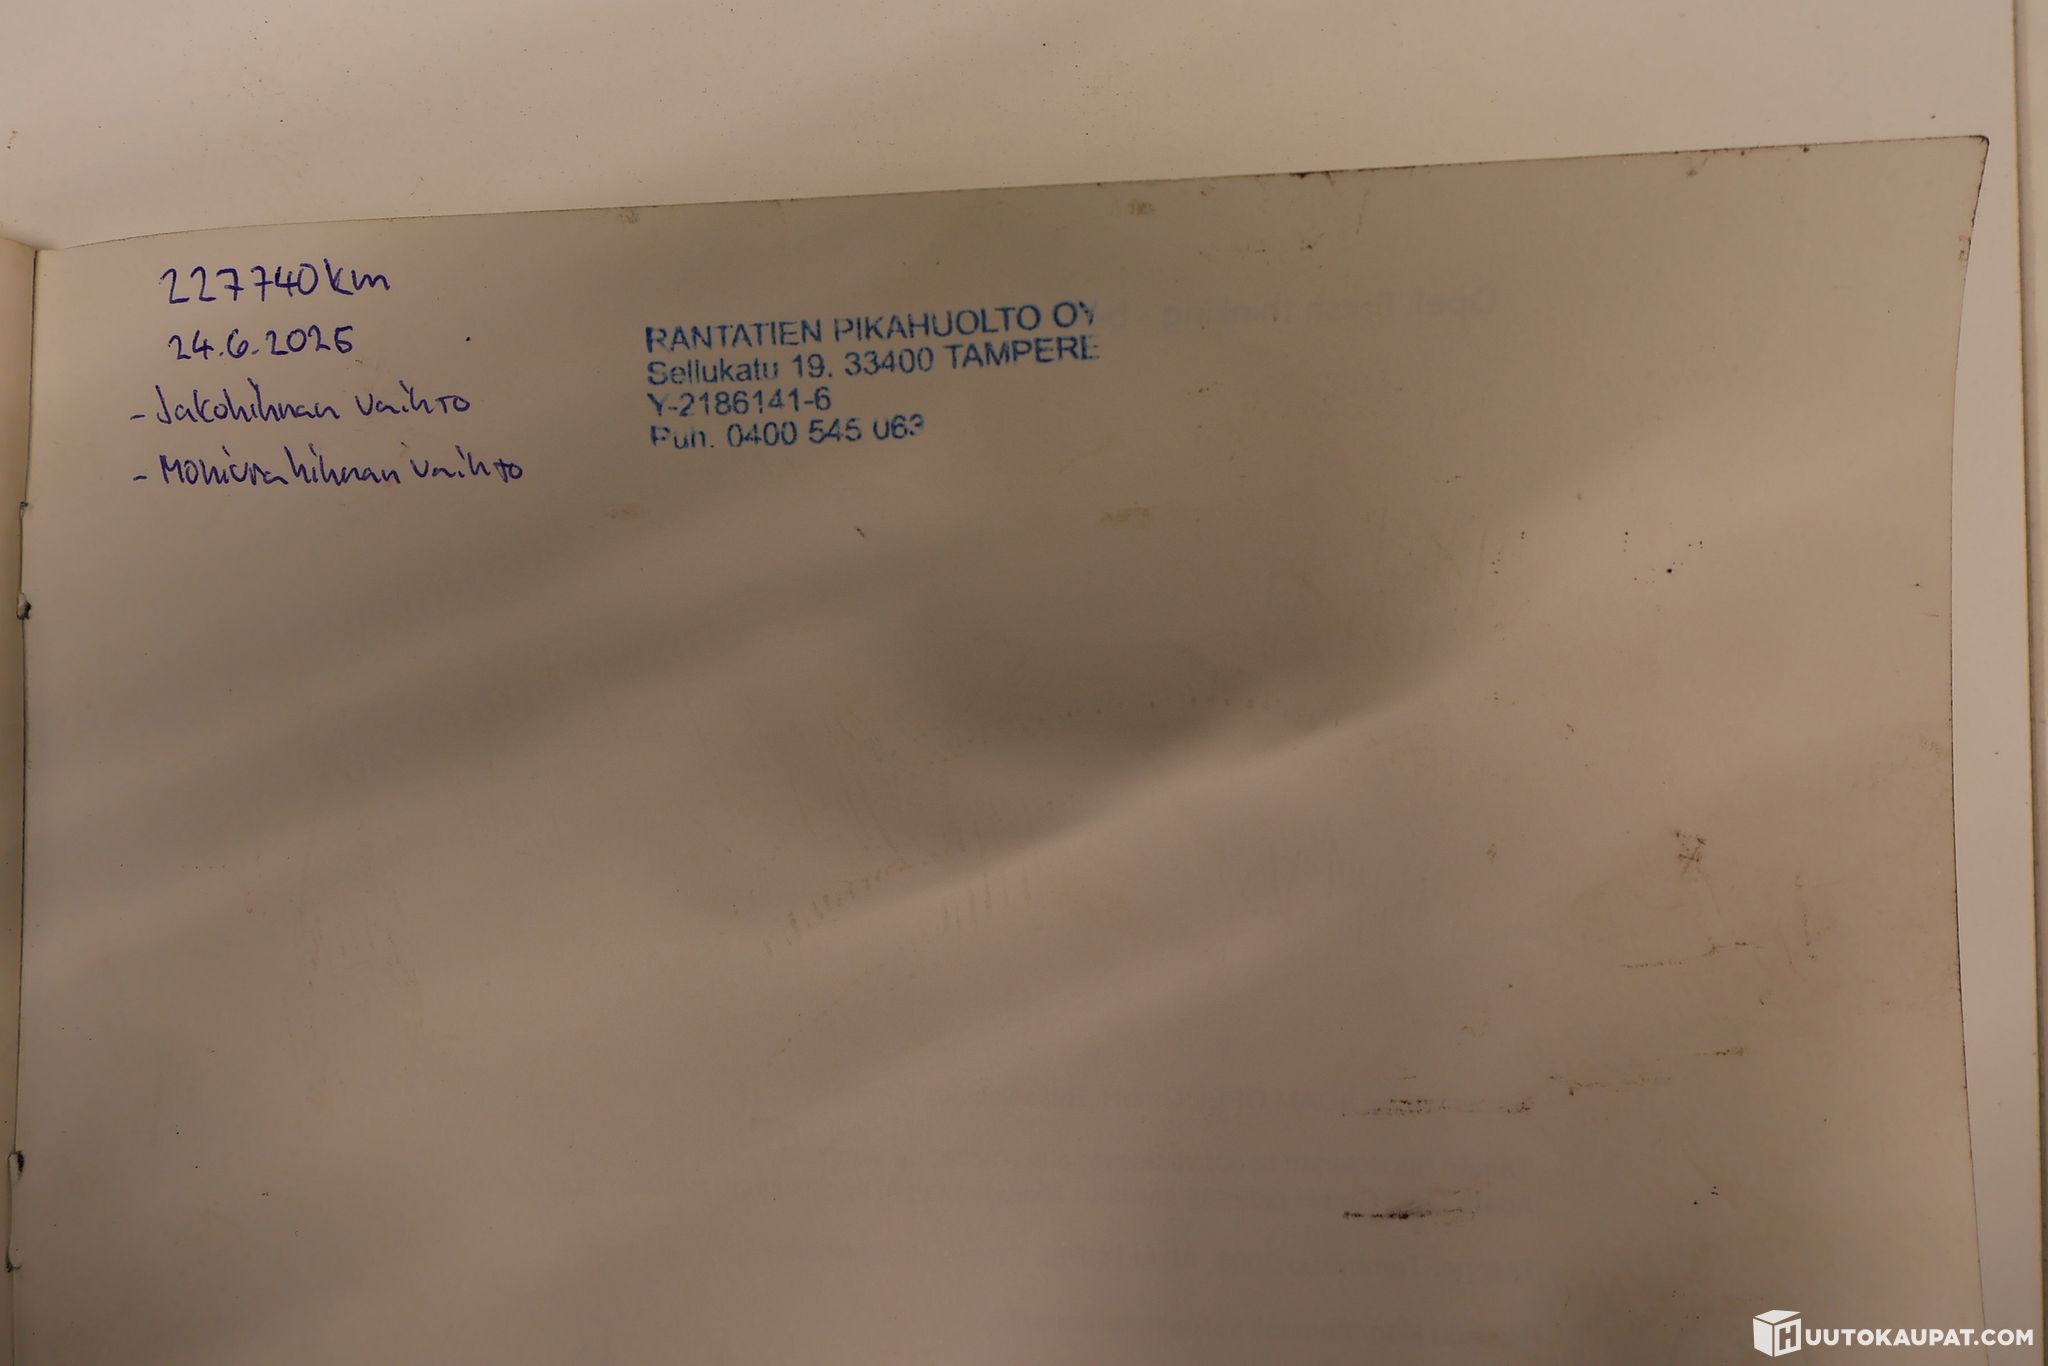 227740km
24.6.2025
- Jakohihnan vaihto
- Moniurahihnan vaihto
RANTATIEN PIKAHUOLTO OY
Sellukatu 19. 33400 TAMPERE
Y-2186141-6
Puh. 0400 545 063
HUUTOKAUPAT.COM